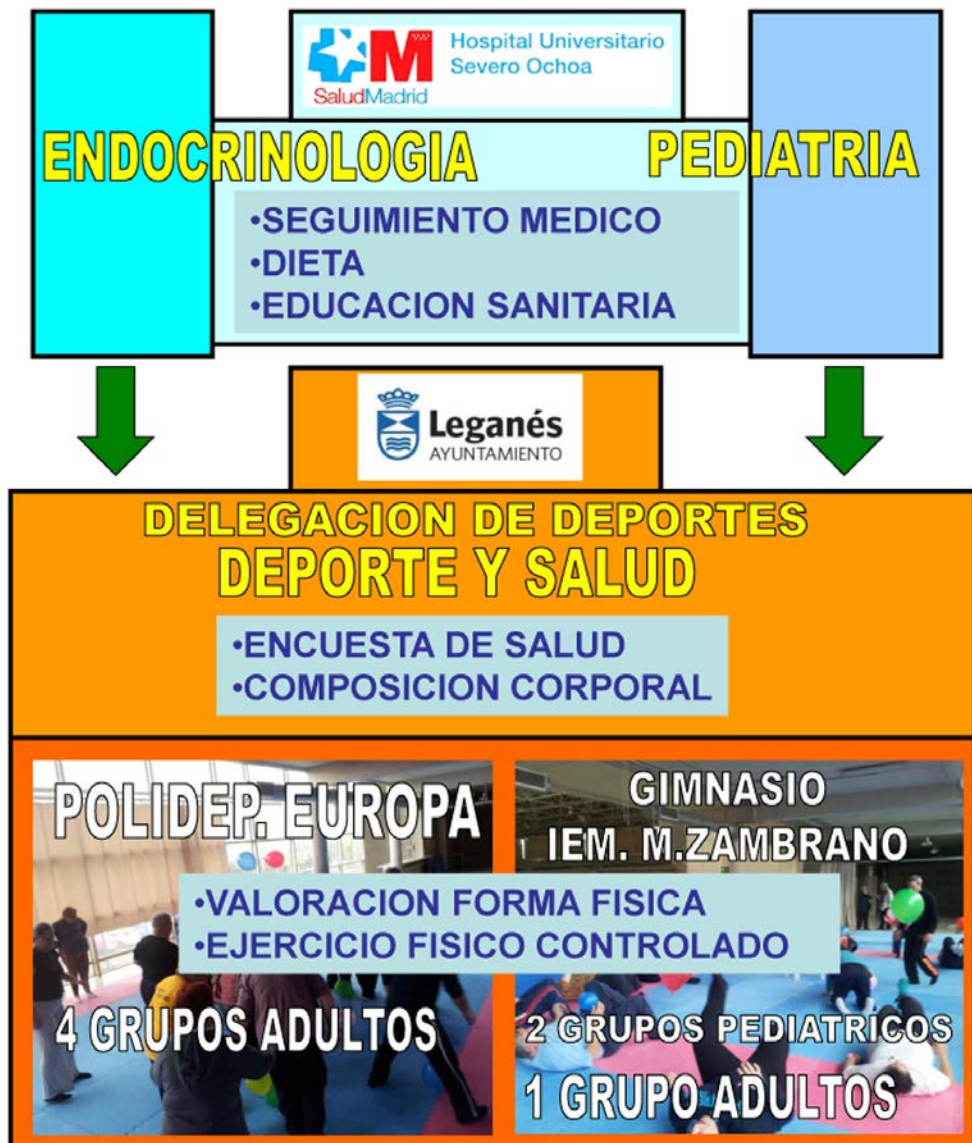 Hospital Universitario
Severo Ochoa
SaludMadrid
ENDOCRINOLOGIA
PEDIATRIA
•SEGUIMIENTO MEDICO
•DIETA
•EDUCACION SANITARIA
Leganés
AYUNTAMIENTO
DELEGACION DE DEPORTES
DEPORTE Y SALUD
•ENCUESTA DE SALUD
•COMPOSICION CORPORAL
POLIDEP. EUROPA
GIMNASIO
IEM. M.ZAMBRANO
•VALORACION FORMA FISICA
•EJERCICIO FISICO CONTROLADO
4 GRUPOS ADULTOS
2 GRUPOS PEDIATRICOS
1 GRUPO ADULTOS